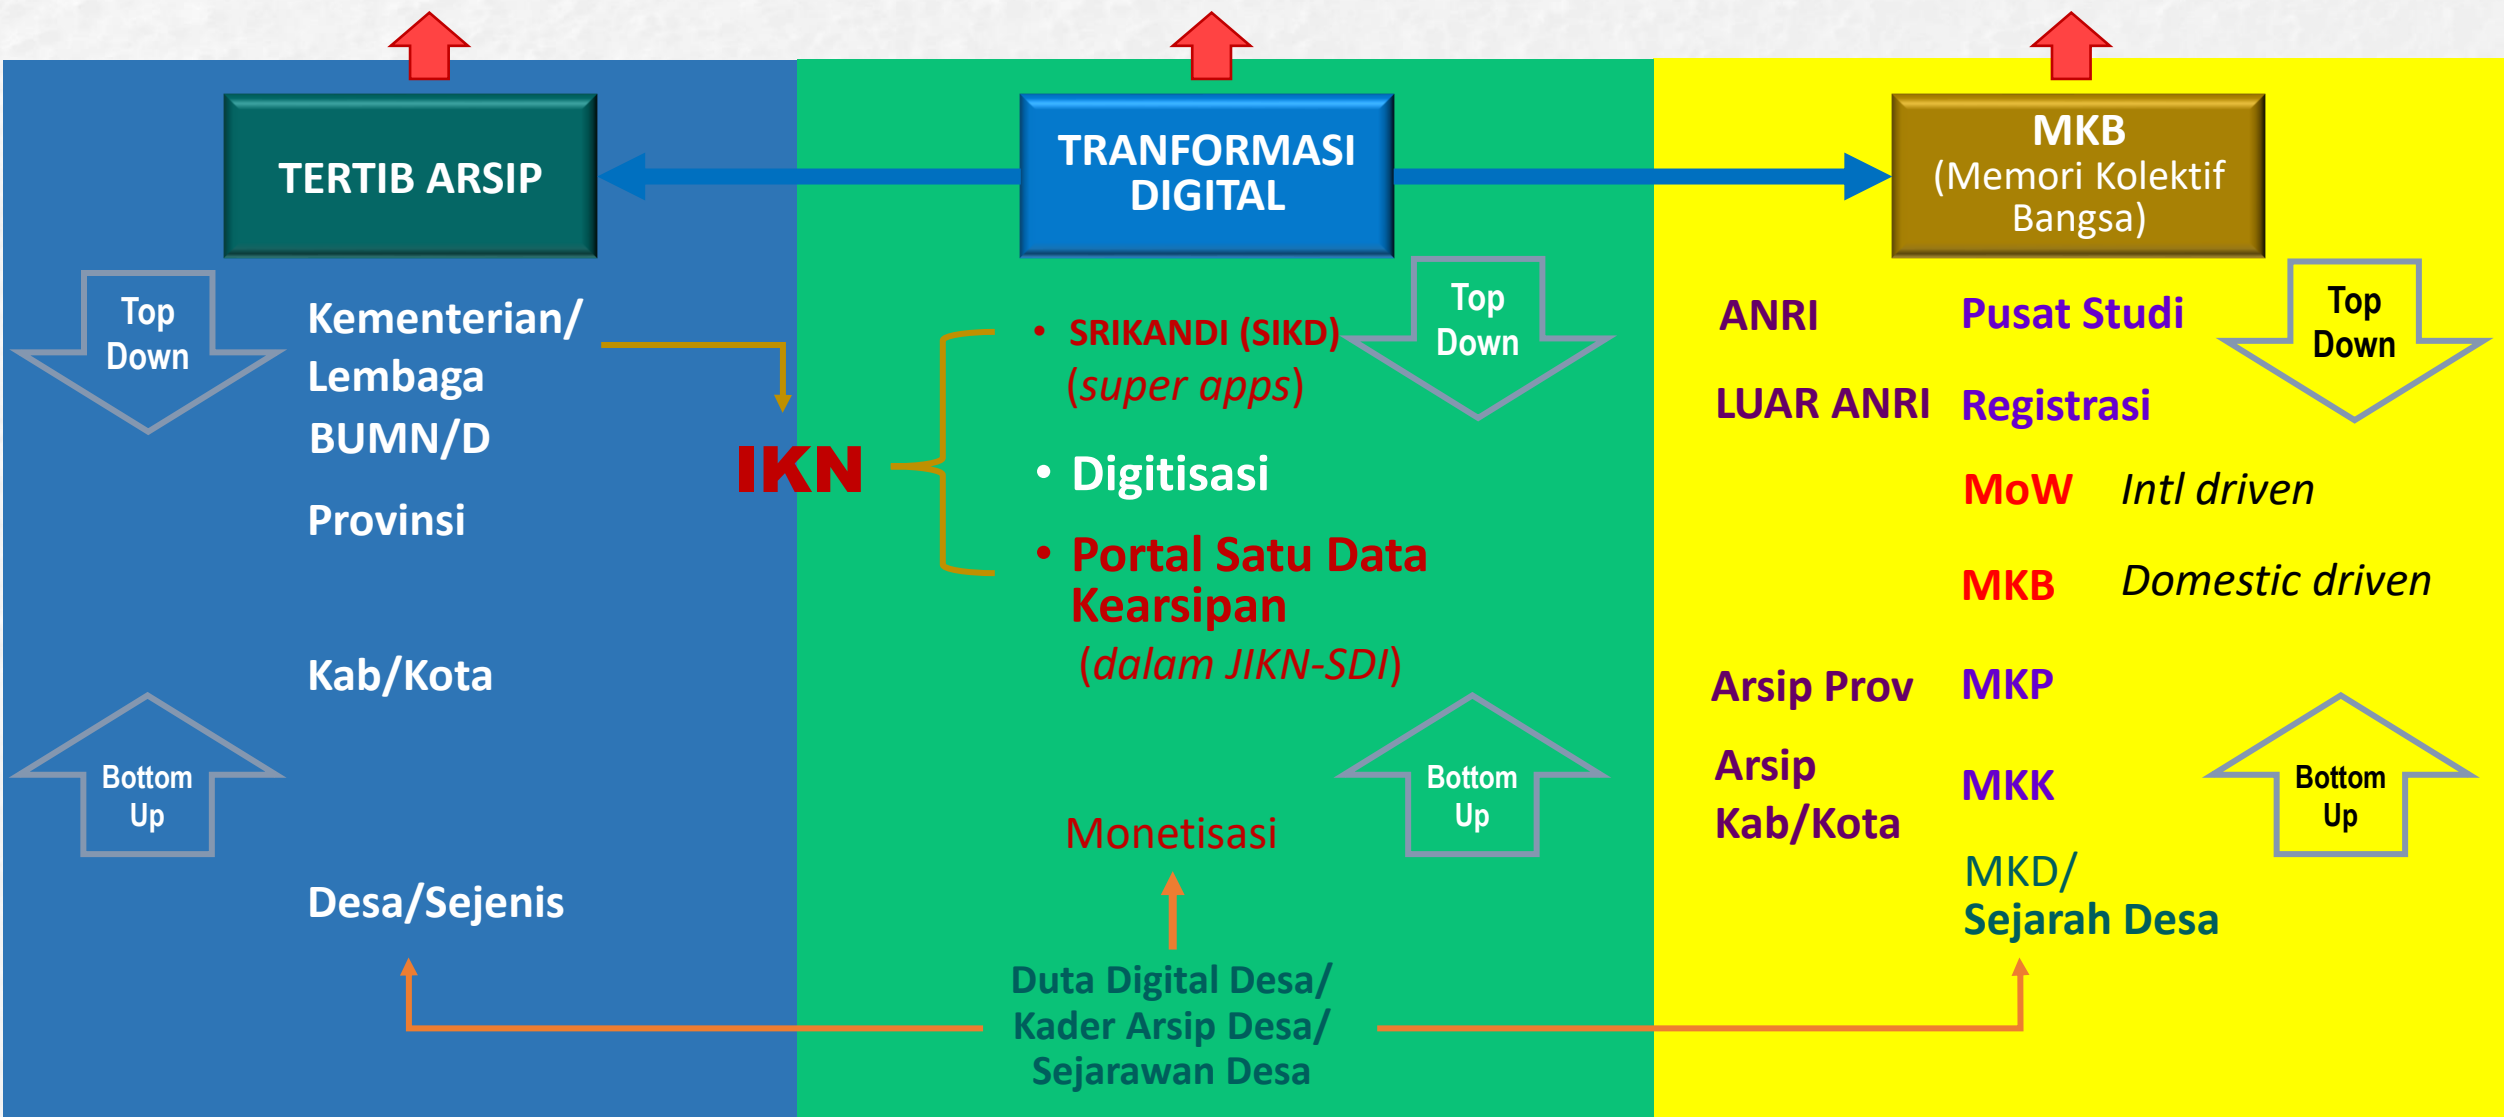 TERTIB ARSIP
Top
Down
Kementerian/
Lembaga
BUMN/D
Provinsi
Kab/Kota
Bottom
Up
Desa/Sejenis
IKN
TRANFORMASI
DIGITAL
• SRIKANDI (SIKD)
(super apps)
Top
Down
• Digitisasi
• Portal Satu Data
Kearsipan
(dalam JIKN-SDI)
Bottom
Up
Monetisasi
Duta Digital Desa/
Kader Arsip Desa/
Sejarawan Desa
MKB
(Memori Kolektif
Bangsa)
ANRI Pusat Studi
Top
Down
LUAR ANRI Registrasi
MoW Intl driven
MKB Domestic driven
Arsip Prov MKP
Arsip
Kab/Kota
MKK
Bottom
Up
MKD/
Sejarah Desa